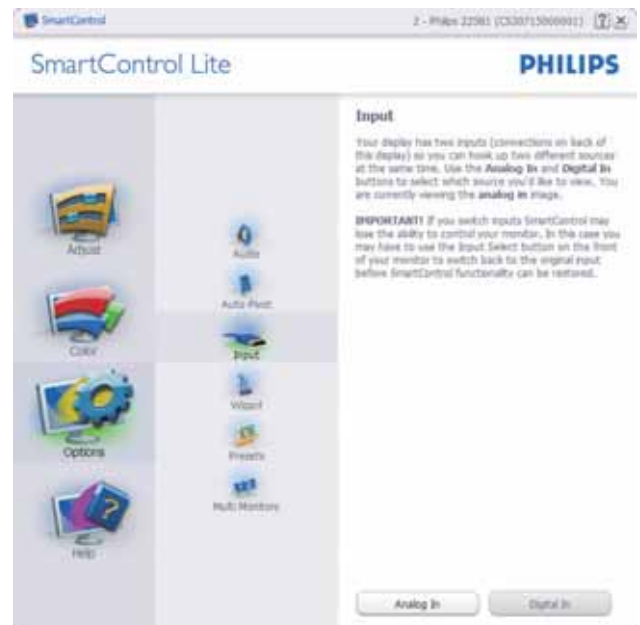 SmartControl
2 - Philips 225B1
SmartControl Lite
PHILIPS
Adjust
Color
Options
Help
Audio
Auto Pivot
Input
Wizard
Presets
Multi Monitors
Input
Your display has two inputs (connections on back of
this display) so you can hook up two different sources
at the same time. Use the Analog In and Digital In
buttons to select which source you'd like to view. You
are currently viewing the analog in image.
IMPORTANT! If you switch inputs SmartControl may
lose the ability to control your monitor. In this case you
may have to use the Input Select button on the front
of your monitor to switch back to the original input
before SmartControl functionality can be restored.
Analog In
Digital In